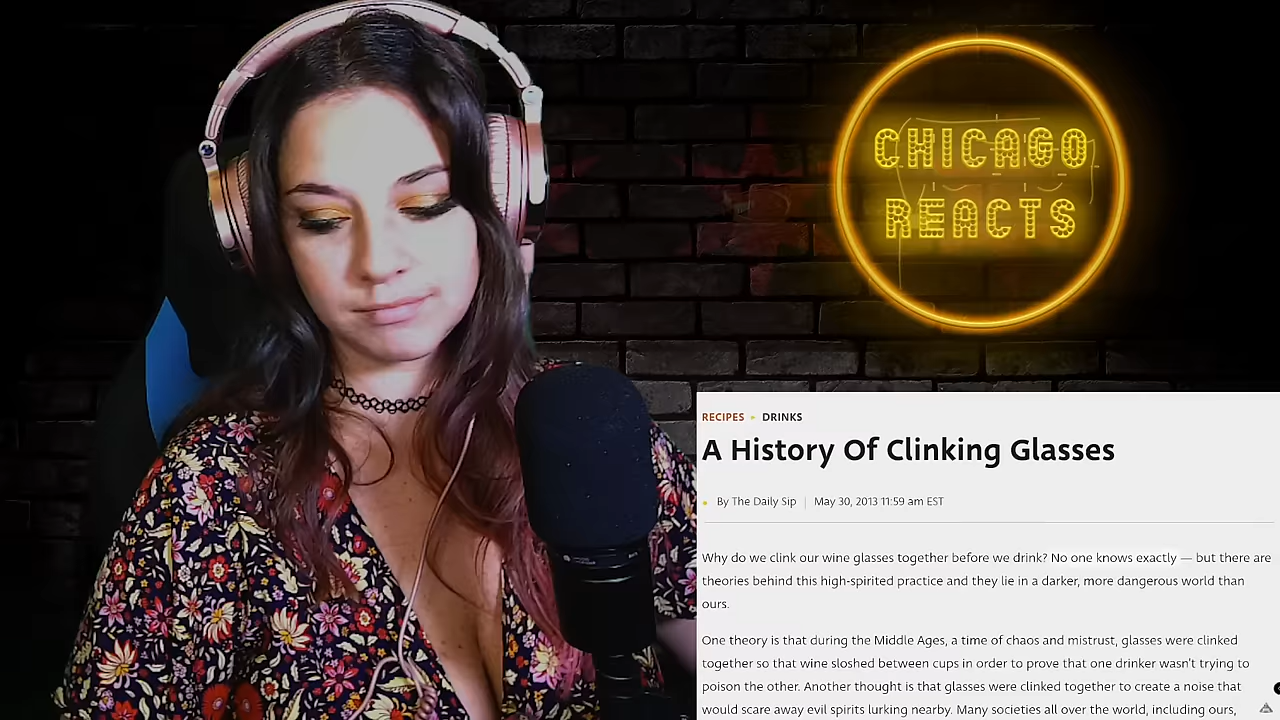 CHICAGO
REACTS
RECIPES ▸ DRINKS
A History Of Clinking Glasses
By The Daily Sip | May 30, 2013 11:59 am EST
Why do we clink our wine glasses together before we drink? No one knows exactly — but there are
theories behind this high-spirited practice and they lie in a darker, more dangerous world than
ours.
One theory is that during the Middle Ages, a time of chaos and mistrust, glasses were clinked
together so that wine sloshed between cups in order to prove that one drinker wasn't trying to
poison the other. Another thought is that glasses were clinked together to create a noise that
would scare away evil spirits lurking nearby. Many societies all over the world, including ours,